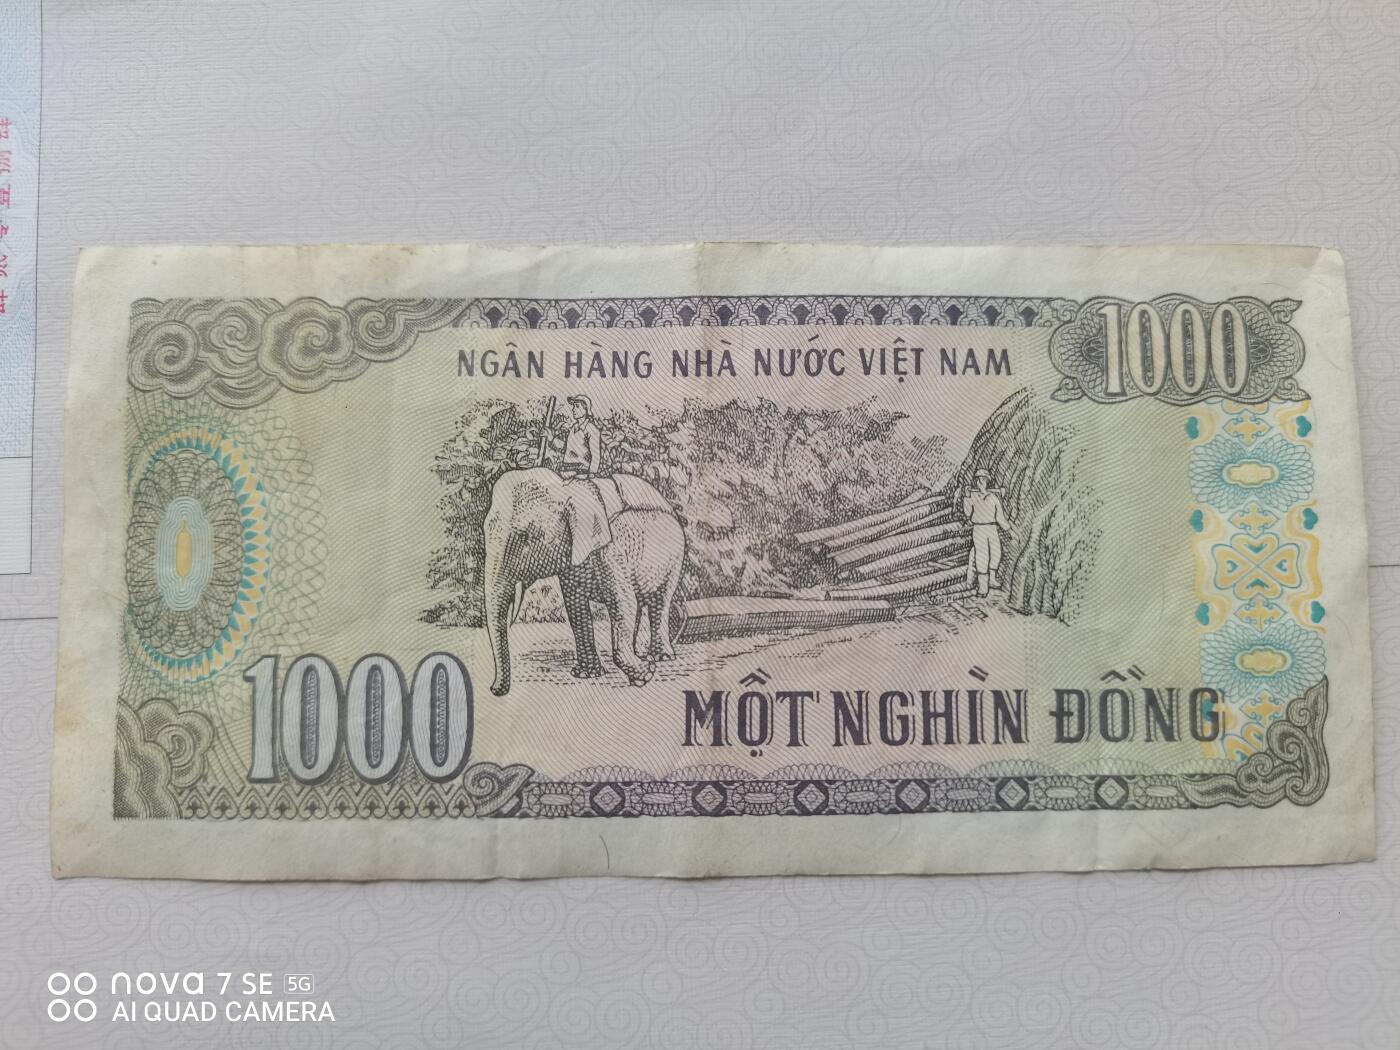 NGÂN HÀNG NHÀ NƯỚC VIỆT NAM
1000
1000
MỘT NGHÌN ĐỒNG
nova 7 SE 5G
AI QUAD CAMERA